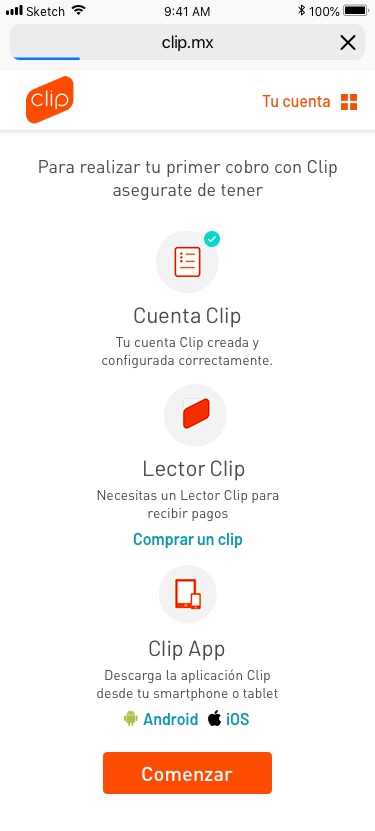 Sketch 9:41 AM 100%
clip.mx
clip Tu cuenta
Para realizar tu primer cobro con Clip
asegurate de tener
Cuenta Clip
Tu cuenta Clip creada y
configurada correctamente.
Lector Clip
Necesitas un Lector Clip para
recibir pagos
Comprar un clip
Clip App
Descarga la aplicación Clip
desde tu smartphone o tablet
Android iOS
Comenzar